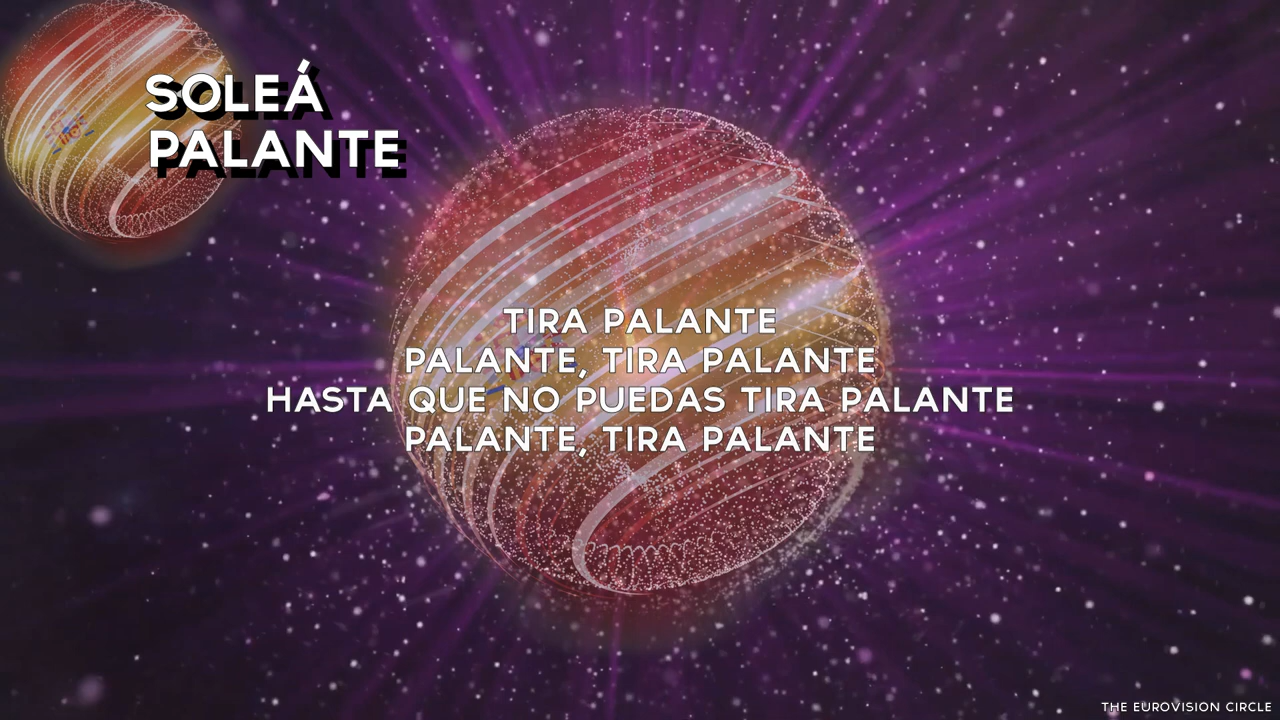 SOLEÁ
PALANTE
TIRA PALANTE
PALANTE, TIRA PALANTE
HASTA QUE NO PUEDAS TIRA PALANTE
PALANTE, TIRA PALANTE
THE EUROVISION CIRCLE